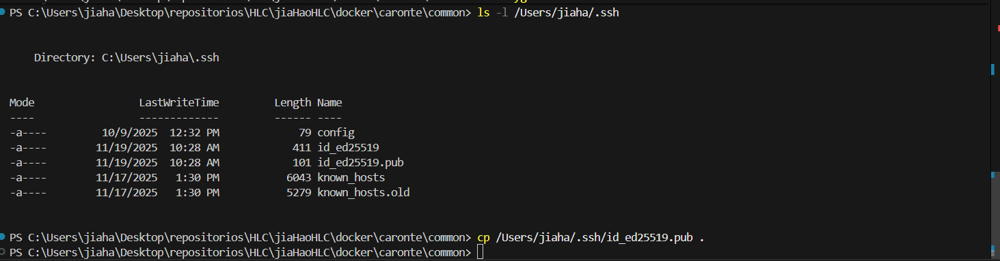 PS C:\Users\jiaha\Desktop\repositorios\HLC\jiaHaoHLC\docker\caronte\common> ls -l /Users/jiaha/.ssh
Directory: C:\Users\jiaha\.ssh
Mode LastWriteTime Length Name
---- ------------- ------ ----
-a---- 10/9/2025 12:32 PM 79 config
-a---- 11/19/2025 10:28 AM 411 id_ed25519
-a---- 11/19/2025 10:28 AM 101 id_ed25519.pub
-a---- 11/17/2025 1:30 PM 6043 known_hosts
-a---- 11/17/2025 1:30 PM 5279 known_hosts.old
PS C:\Users\jiaha\Desktop\repositorios\HLC\jiaHaoHLC\docker\caronte\common> cp /Users/jiaha/.ssh/id_ed25519.pub .
PS C:\Users\jiaha\Desktop\repositorios\HLC\jiaHaoHLC\docker\caronte\common>